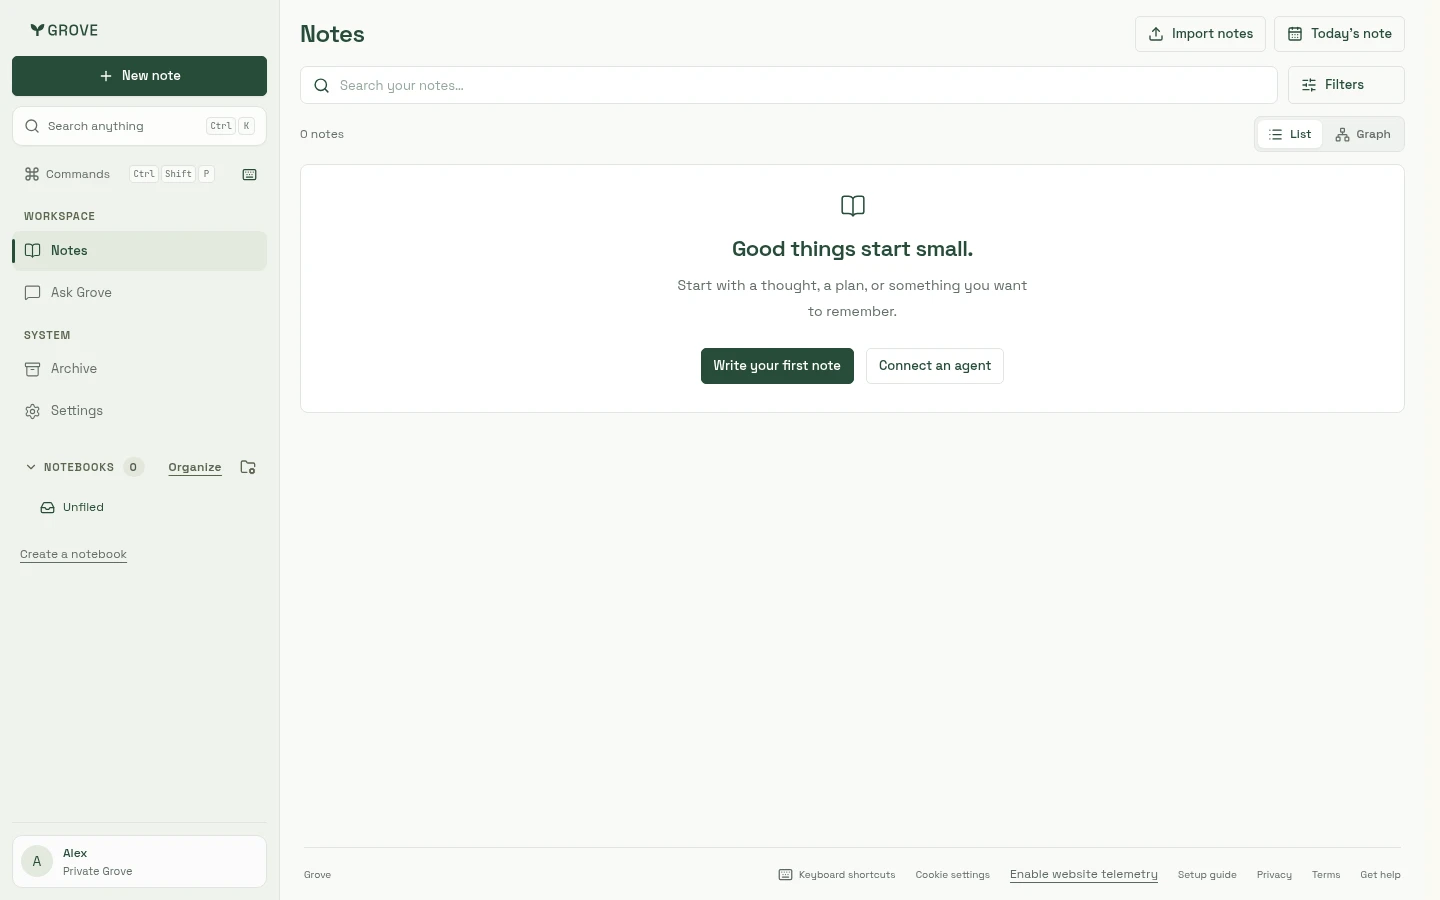 GROVE
New note
Search anything Ctrl K
Commands Ctrl Shift P
WORKSPACE
Notes
Ask Grove
SYSTEM
Archive
Settings
NOTEBOOKS 0 Organize
Unfiled
Create a notebook
A
Alex
Private Grove
Notes
Import notes
Today's note
Search your notes...
Filters
0 notes
List
Graph
Good things start small.
Start with a thought, a plan, or something you want
to remember.
Write your first note
Connect an agent
Grove
Keyboard shortcuts
Cookie settings
Enable website telemetry
Setup guide
Privacy
Terms
Get help